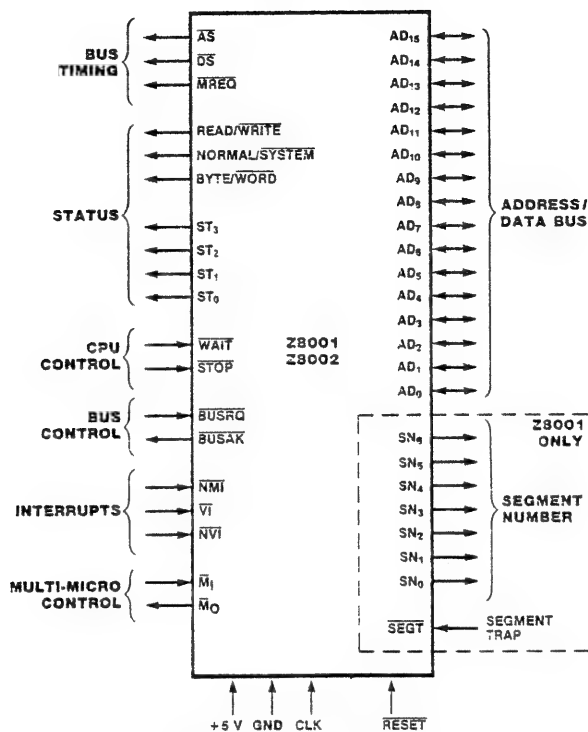 BUS
TIMING
AS
DS
MREQ
STATUS
READ/WRITE
NORMAL/SYSTEM
BYTE/WORD
ST3
ST2
ST1
ST0
CPU
CONTROL
WAIT
STOP
BUS
CONTROL
BUSRQ
BUSAK
INTERRUPTS
NMI
VI
NVI
MULTI-MICRO
CONTROL
MI
MO
Z8001
Z8002
AD15
AD14
AD13
AD12
AD11
AD10
AD9
AD8
AD7
AD6
AD5
AD4
AD3
AD2
AD1
AD0
ADDRESS/
DATA BUS
Z8001
ONLY
SN6
SN5
SN4
SN3
SN2
SN1
SN0
SEGMENT
NUMBER
SEGT
SEGMENT
TRAP
+5 V GND CLK RESET